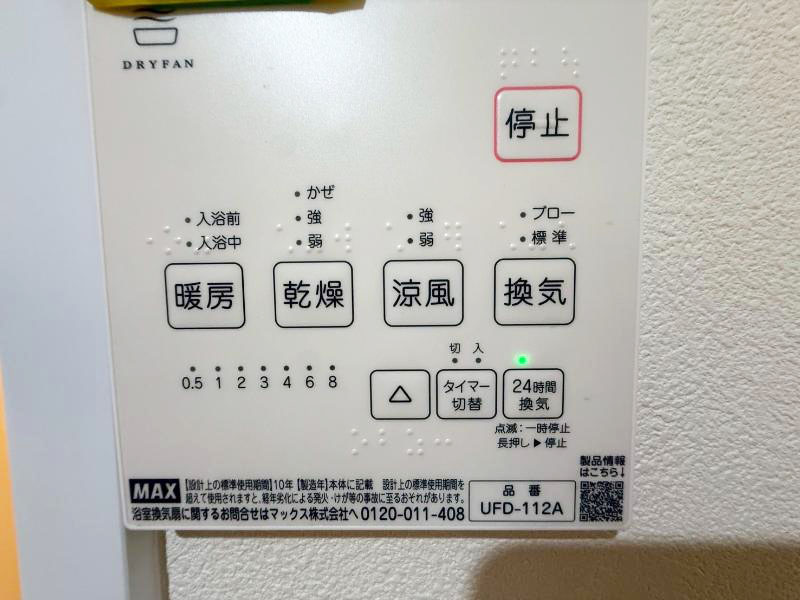 DRYFAN
停止
入浴前
入浴中
暖房
かぜ
強
弱
乾燥
強
弱
涼風
ブロー
標準
換気
0.5 1 2 3 4 6 8
△
切 入
タイマー
切替
24時間
換気
点滅：一時停止
長押し▶停止
製品情報
はこちら↓
MAX
【設計上の標準使用期間】10年【製造年】本体に記載 設計上の標準使用期間を
超えて使用されますと、経年劣化による発火・けが等の事故に至るおそれがあります。
浴室換気扇に関するお問合せはマックス株式会社へ 0120-011-408
品番
UFD-112A